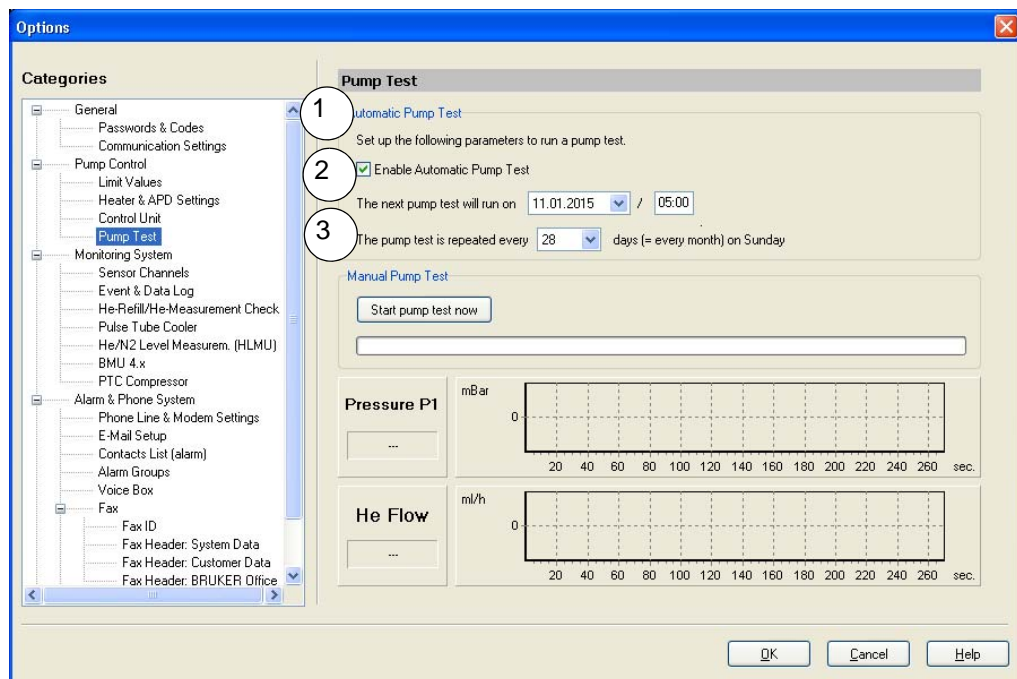 Options
Categories
General
Passwords & Codes
Communication Settings
Pump Control
Limit Values
Heater & APD Settings
Control Unit
Pump Test
Monitoring System
Sensor Channels
Event & Data Log
He-Refill/He-Measurement Check
Pulse Tube Cooler
He/N2 Level Measurem. (HLMU)
BMU 4.x
PTC Compressor
Alarm & Phone System
Phone Line & Modem Settings
E-Mail Setup
Contacts List (alarm)
Alarm Groups
Voice Box
Fax
Fax ID
Fax Header: System Data
Fax Header: Customer Data
Fax Header: BRUKER Office
Pump Test
1
Automatic Pump Test
Set up the following parameters to run a pump test.
2
Enable Automatic Pump Test
The next pump test will run on 11.01.2015 / 05:00
3
The pump test is repeated every 28 days (= every month) on Sunday
Manual Pump Test
Start pump test now
Pressure P1
---
mBar
0
20 40 60 80 100 120 140 160 180 200 220 240 260 sec.
He Flow
---
ml/h
0
20 40 60 80 100 120 140 160 180 200 220 240 260 sec.
OK Cancel Help